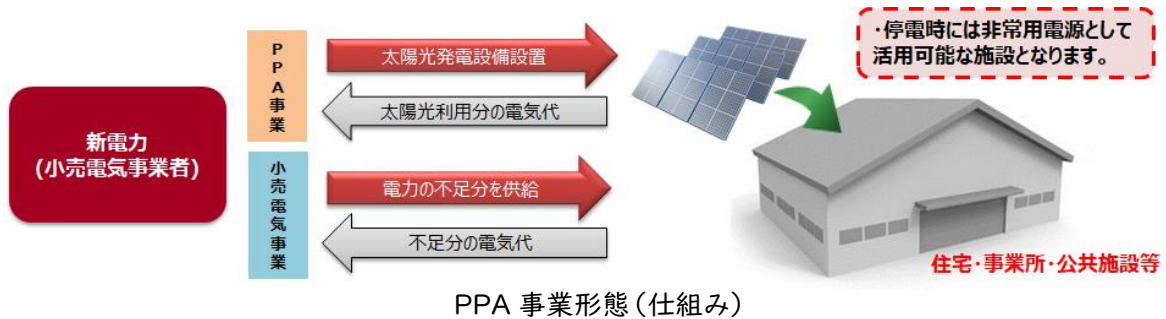 新電力
(小売電気事業者)
PPA事業
太陽光発電設備設置
太陽光利用分の電気代
小売電気事業
電力の不足分を供給
不足分の電気代
・停電時には非常用電源として
活用可能な施設となります。
住宅・事業所・公共施設等
PPA 事業形態（仕組み）